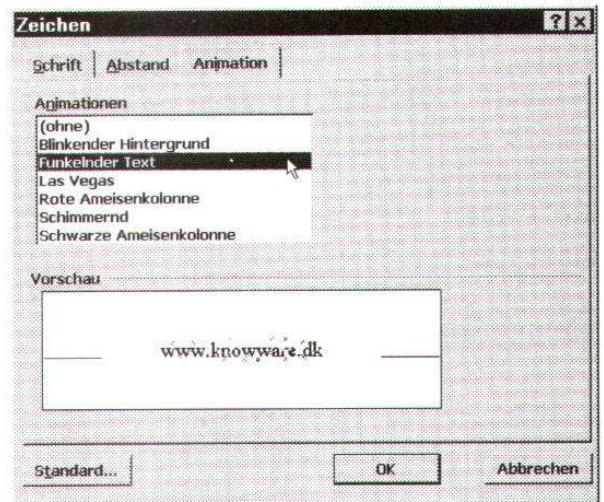 Zeichen
Schrift Abstand Animation
Animationen
(ohne)
Blinkender Hintergrund
Funkelnder Text
Las Vegas
Rote Ameisenkolonne
Schimmernd
Schwarze Ameisenkolonne
Vorschau
www.knowware.dk
Standard... OK Abbrechen